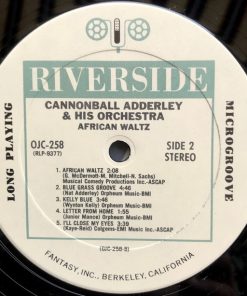 RIVERSIDE
CANNONBALL ADDERLEY
& HIS ORCHESTRA
AFRICAN WALTZ
OJC-258
(RLP-9377)
SIDE 2
STEREO
LONG PLAYING
MICROGROOVE
1. AFRICAN WALTZ 2:08
(G. McDermott-M. Mitchell-N. Sachs)
Musical Comedy Productions Inc.-ASCAP
2. BLUE GRASS GROOVE 4:46
(Nat Adderley) Orpheum Music-BMI
3. KELLY BLUE 4:46
(Wynton Kelly) Orpheum Music-BMI
4. LETTER FROM HOME 1:55
(Junior Mance) Orpheum Music-BMI
5. I'LL CLOSE MY EYES 3:39
(Kaye-Reid) Colgems-EMI Music Inc.-ASCAP
(OJC-258-B)
FANTASY, INC., BERKELEY, CALIFORNIA